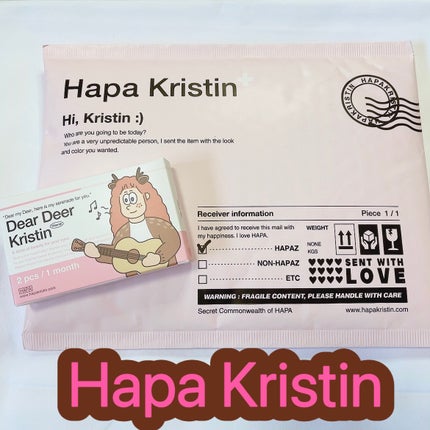 Hapa Kristin
Hi, Kristin :)
Who are you going to be today?
You are a very unpredictable person, I sent the item with the look
and color you wanted.
HAPAKRISTIN
"Dear my Deer, here is my serenade for you."
Dear Deer
Kristin
2 pcs / 1 month
www.hapakristin.com
Receiver information
Piece 1 / 1
I have agreed to receive this mail with
my happiness. I love HAPA.
HAPAZ
NON-HAPAZ
ETC
WEIGHT
NONE
KGS
SENT WITH
LOVE
WARNING : FRAGILE CONTENT, PLEASE HANDLE WITH CARE
Secret Commonwealth of HAPA
www.hapakristin.com
Hapa Kristin